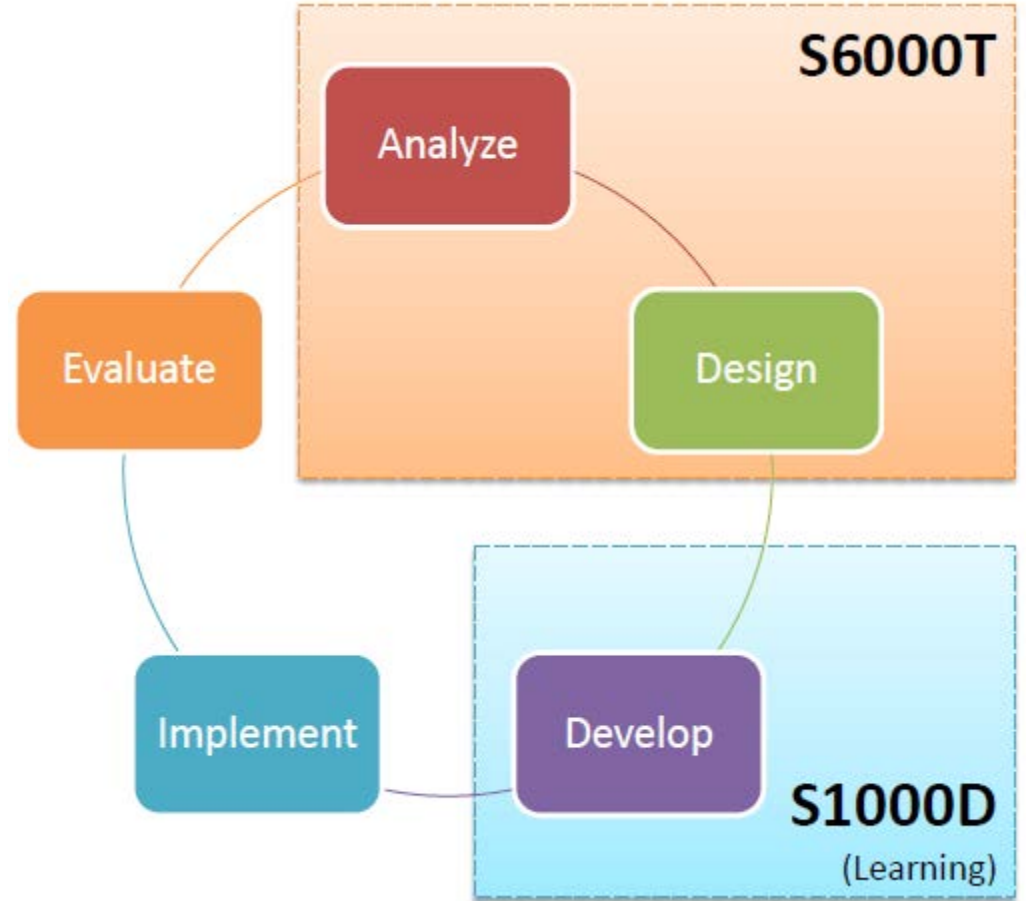 S6000T
Analyze
Evaluate
Design
Implement
Develop
S1000D
(Learning)